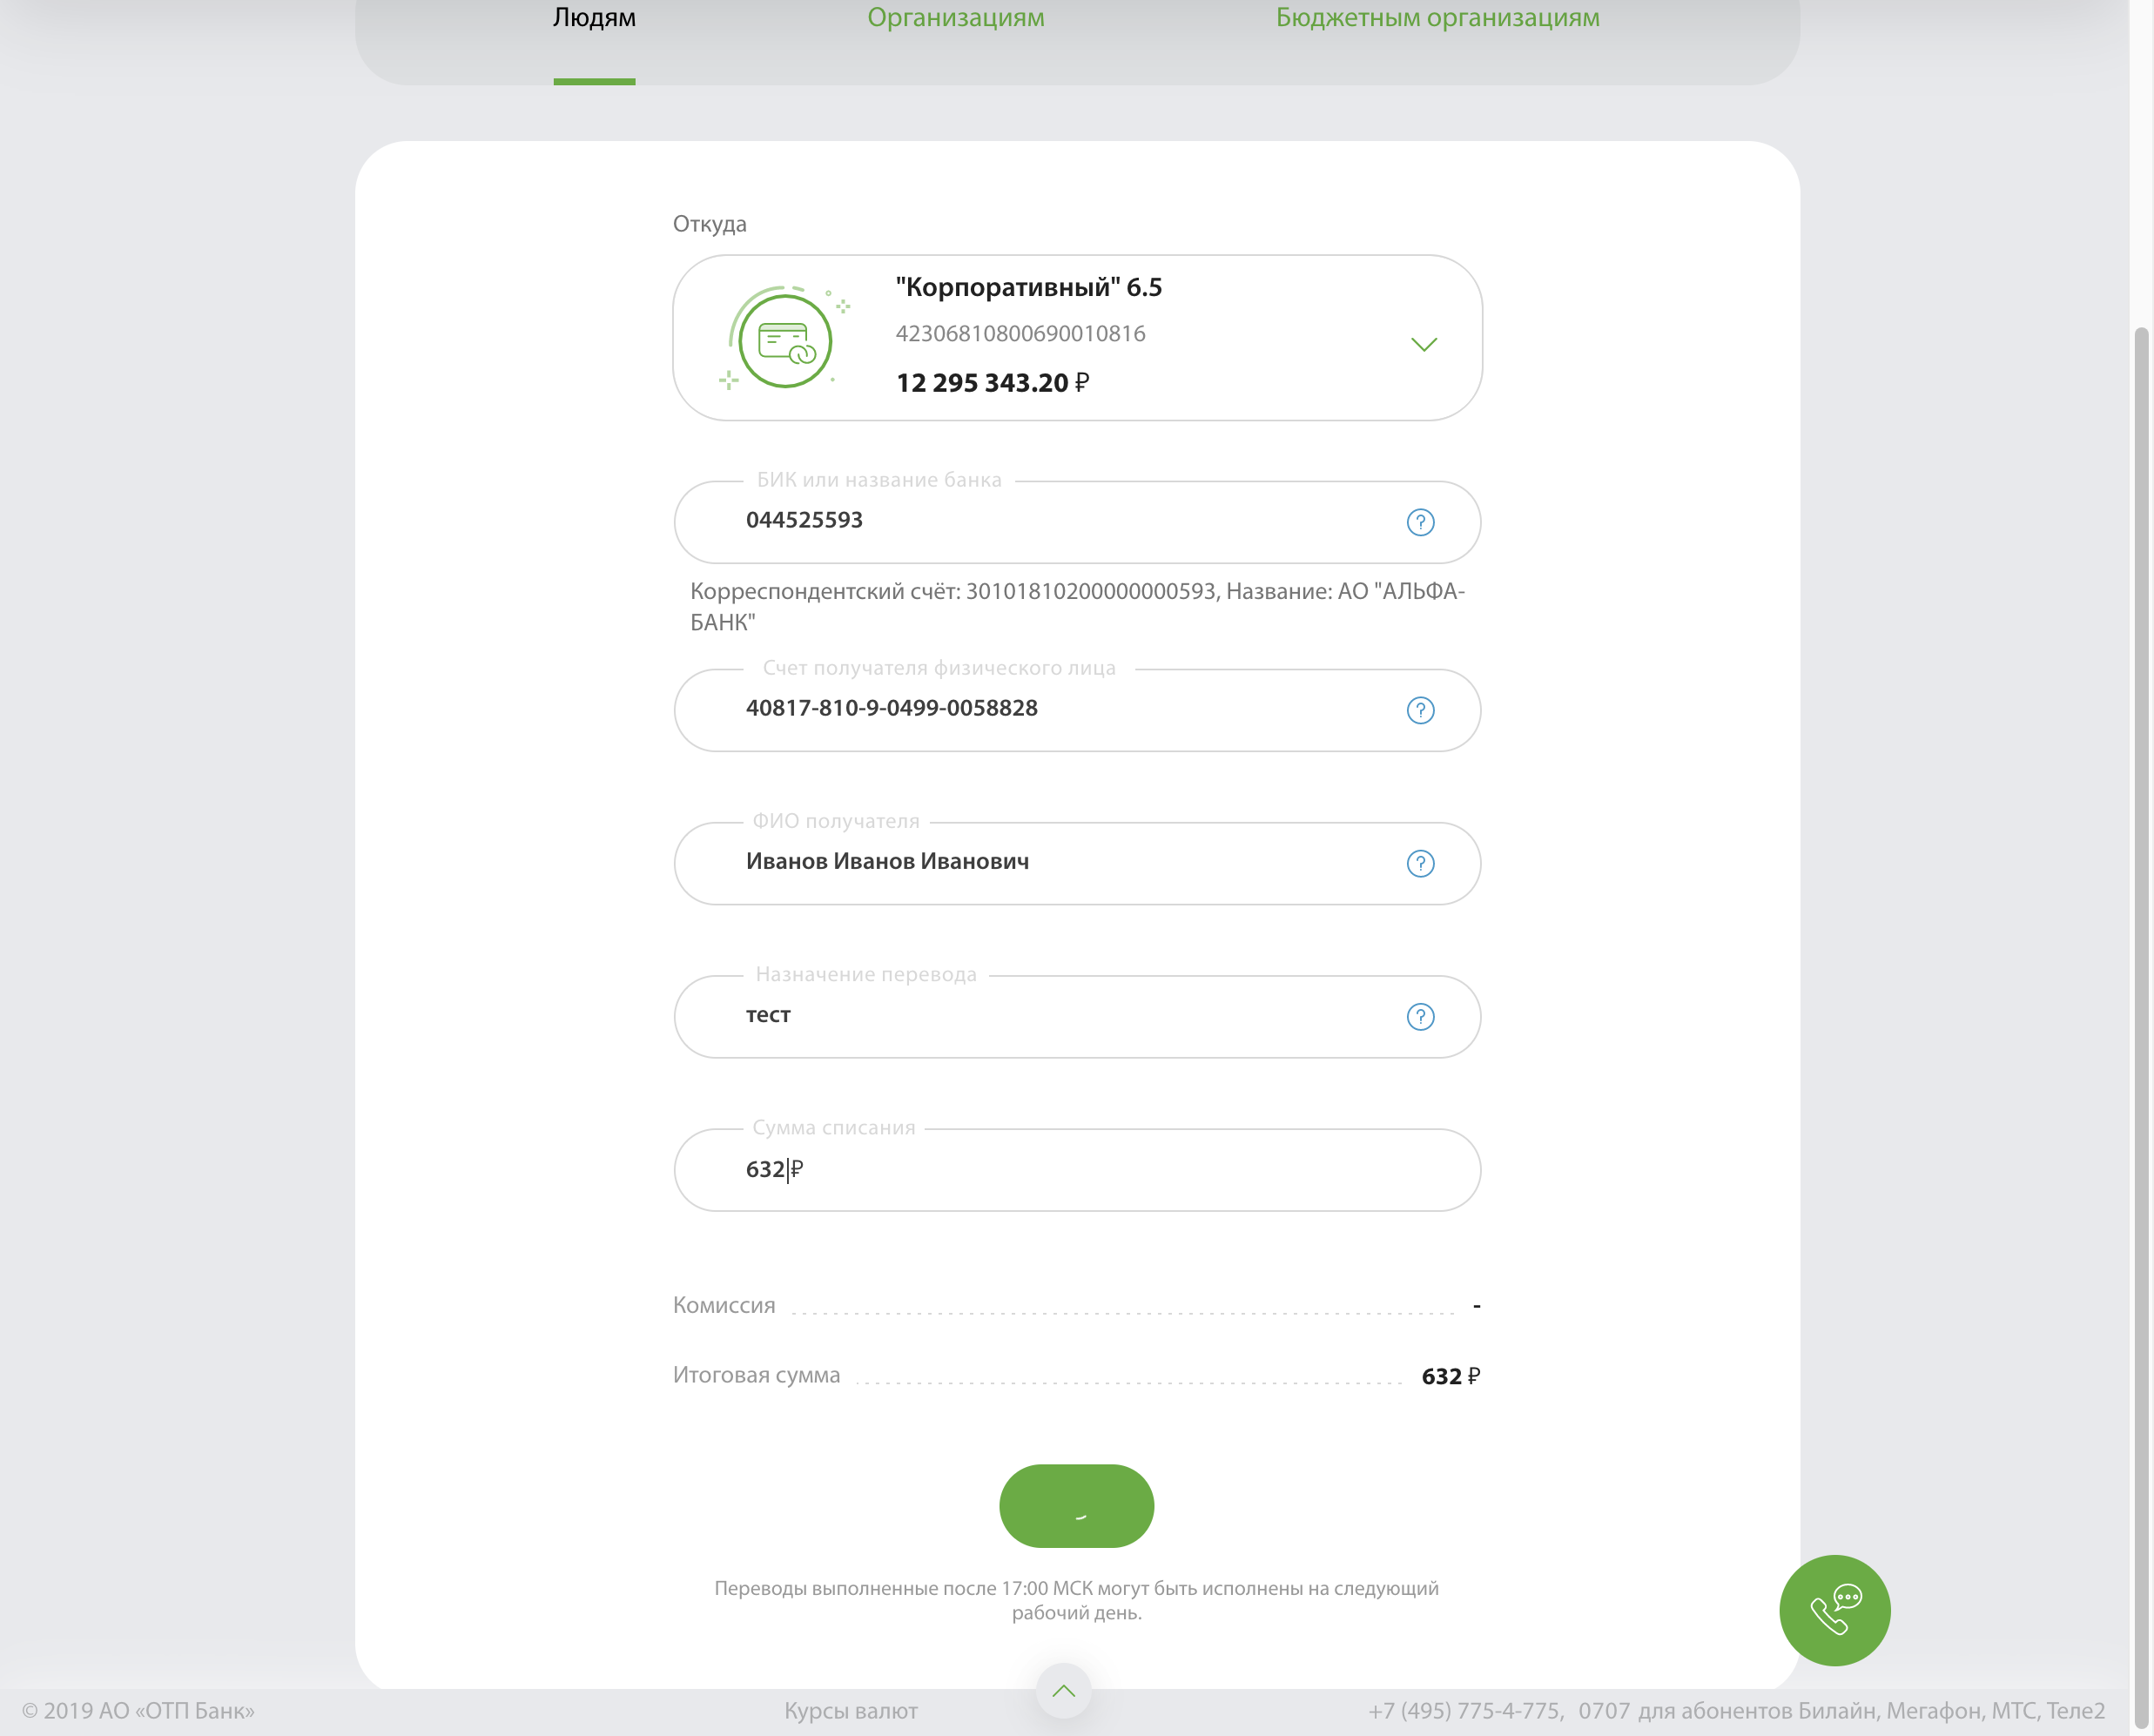 Людям Организациям Бюджетным организациям
Откуда
"Корпоративный" 6.5
42306810800690010816
12 295 343.20 ₽
БИК или название банка
044525593
Корреспондентский счёт: 30101810200000000593, Название: АО "АЛЬФА-
БАНК"
Счет получателя физического лица
40817-810-9-0499-0058828
ФИО получателя
Иванов Иванов Иванович
Назначение перевода
тест
Сумма списания
632 ₽
Комиссия -
Итоговая сумма 632 ₽
Переводы выполненные после 17:00 МСК могут быть исполнены на следующий
рабочий день.
© 2019 АО «ОТП Банк» Курсы валют +7 (495) 775-4-775, 0707 для абонентов Билайн, Мегафон, МТС, Теле2